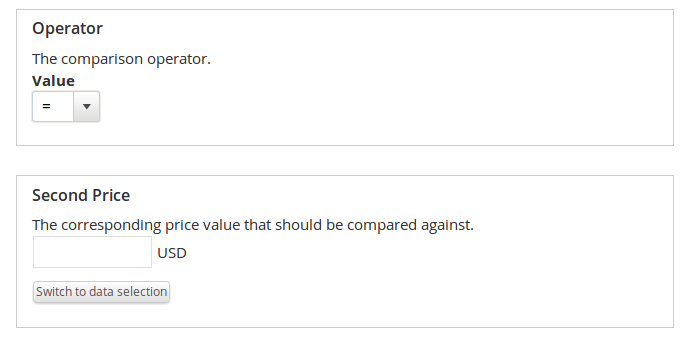 Operator
The comparison operator.
Value
=
Second Price
The corresponding price value that should be compared against.
USD
Switch to data selection